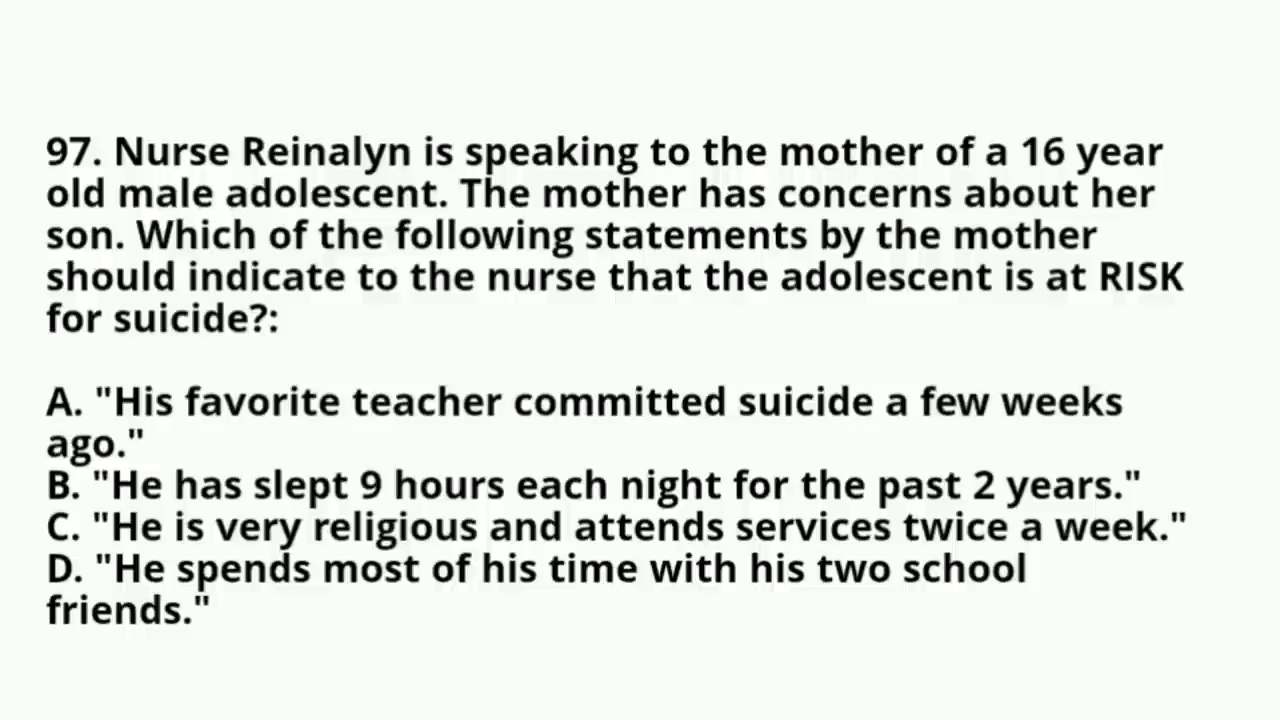 97. Nurse Reinalyn is speaking to the mother of a 16 year
old male adolescent. The mother has concerns about her
son. Which of the following statements by the mother
should indicate to the nurse that the adolescent is at RISK
for suicide?:
A. "His favorite teacher committed suicide a few weeks
ago."
B. "He has slept 9 hours each night for the past 2 years."
C. "He is very religious and attends services twice a week."
D. "He spends most of his time with his two school
friends."